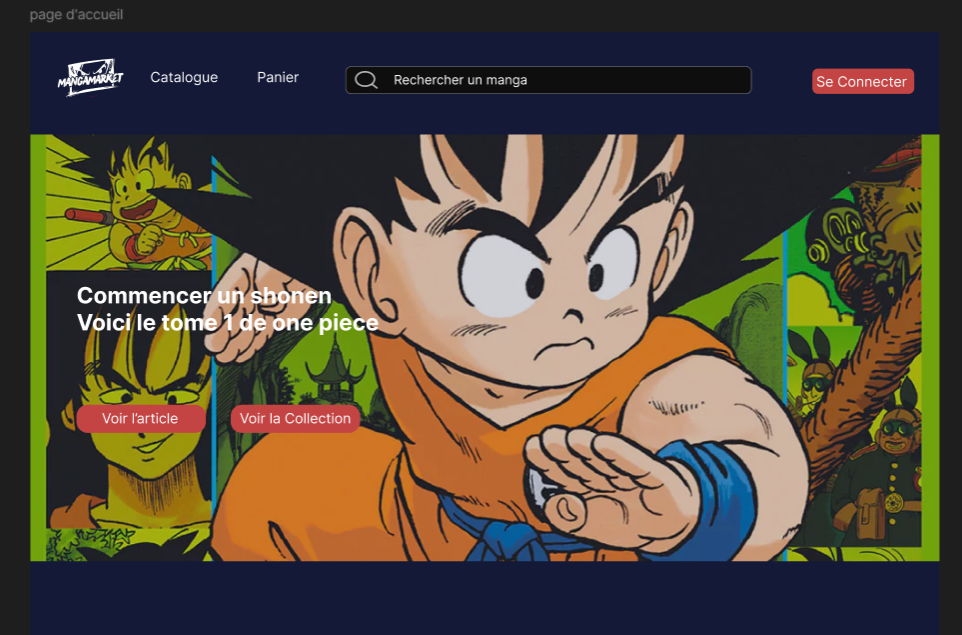 page d'accueil
MANGAMARKET
Catalogue
Panier
Rechercher un manga
Se Connecter
Commencer un shonen
Voici le tome 1 de one piece
Voir l'article
Voir la Collection